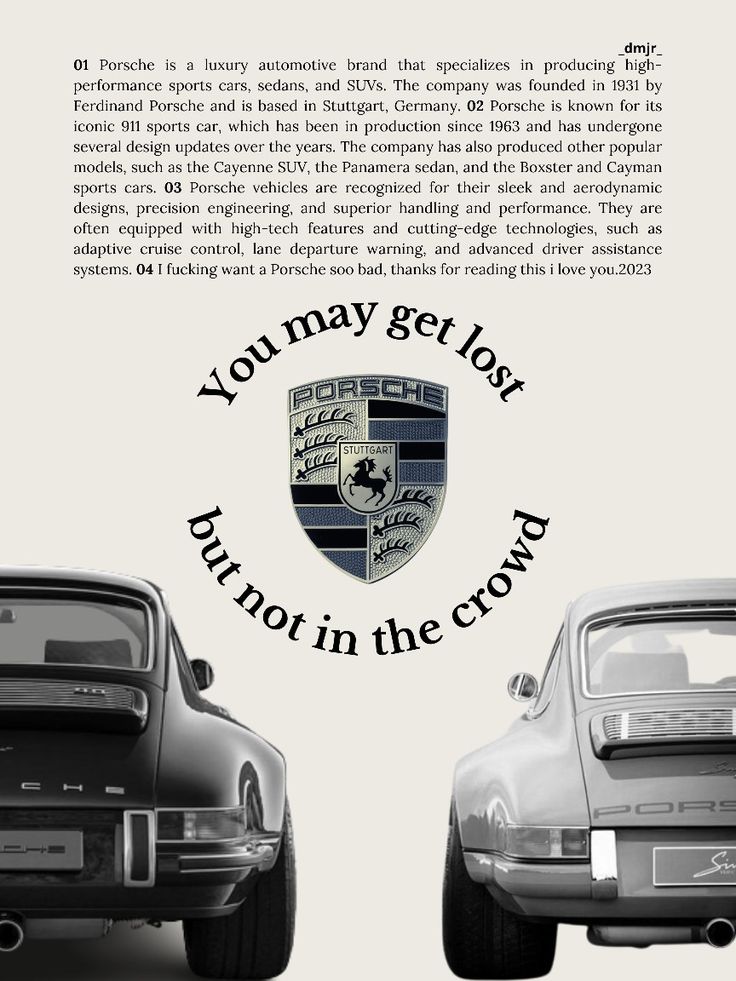 _dmjr_
01 Porsche is a luxury automotive brand that specializes in producing high-
performance sports cars, sedans, and SUVs. The company was founded in 1931 by
Ferdinand Porsche and is based in Stuttgart, Germany. 02 Porsche is known for its
iconic 911 sports car, which has been in production since 1963 and has undergone
several design updates over the years. The company has also produced other popular
models, such as the Cayenne SUV, the Panamera sedan, and the Boxster and Cayman
sports cars. 03 Porsche vehicles are recognized for their sleek and aerodynamic
designs, precision engineering, and superior handling and performance. They are
often equipped with high-tech features and cutting-edge technologies, such as
adaptive cruise control, lane departure warning, and advanced driver assistance
systems. 04 I fucking want a Porsche soo bad, thanks for reading this i love you.2023
You may get lost
PORSCHE
STUTTGART
but not in the crowd
4.0
CHE
PORS